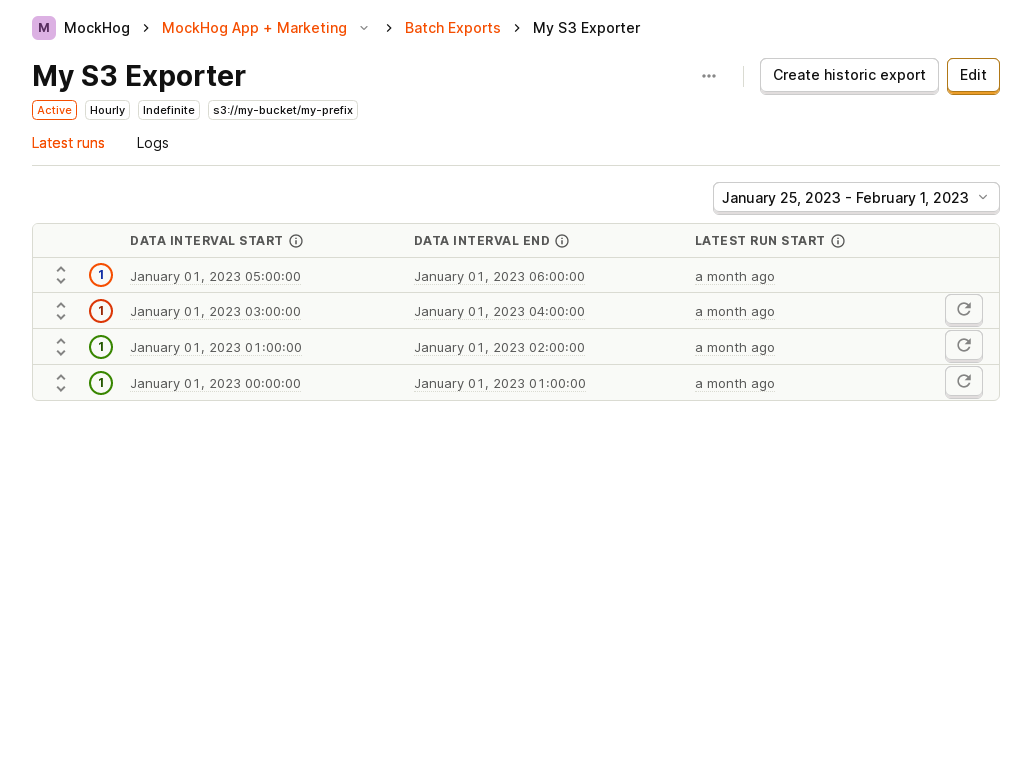 M MockHog MockHog App + Marketing Batch Exports My S3 Exporter
My S3 Exporter
Create historic export
Edit
Active Hourly Indefinite s3://my-bucket/my-prefix
Latest runs Logs
January 25, 2023 - February 1, 2023
DATA INTERVAL START DATA INTERVAL END LATEST RUN START
1 January 01, 2023 05:00:00 January 01, 2023 06:00:00 a month ago
1 January 01, 2023 03:00:00 January 01, 2023 04:00:00 a month ago
1 January 01, 2023 01:00:00 January 01, 2023 02:00:00 a month ago
1 January 01, 2023 00:00:00 January 01, 2023 01:00:00 a month ago